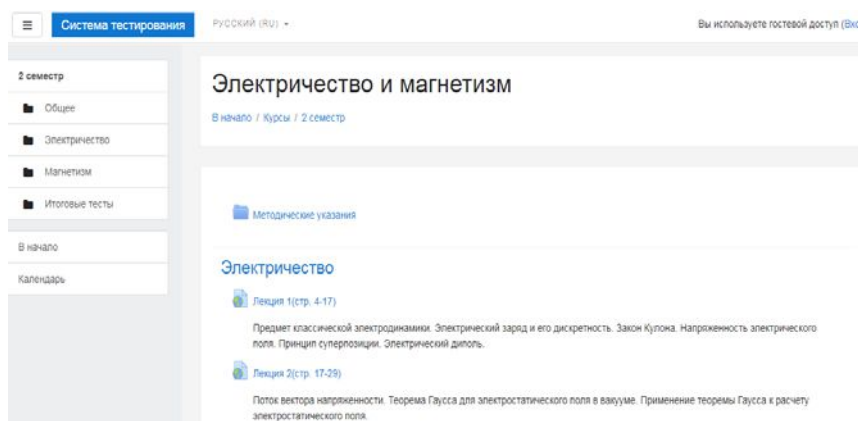 Система тестирования
РУССКИЙ (RU)
Вы используете гостевой доступ (Вхо
2 семестр
Общее
Электричество
Магнетизм
Итоговые тесты
В начало
Календарь
Электричество и магнетизм
В начало / Курсы / 2 семестр
Методические указания
Электричество
Лекция 1(стр. 4-17)
Предмет классической электродинамики. Электрический заряд и его дискретность. Закон Кулона. Напряженность электрического
поля. Принцип суперпозиции. Электрический диполь.
Лекция 2(стр. 17-29)
Поток вектора напряженности. Теорема Гаусса для электростатического поля в вакууме. Применение теоремы Гаусса к расчету
электростатического поля.